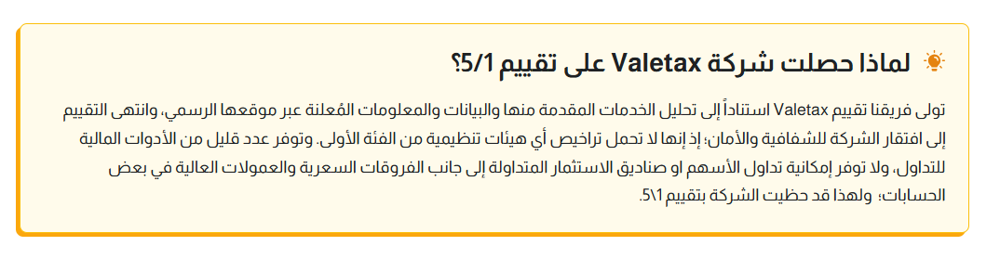 لماذا حصلت شركة Valetax على تقييم 5/1؟
تولى فريقنا تقييم Valetax استناداً إلى تحليل الخدمات المقدمة منها والبيانات والمعلومات المُعلنة عبر موقعها الرسمي، وانتهى التقييم
إلى افتقار الشركة للشفافية والأمان؛ إذ إنها لا تحمل تراخيص أي هيئات تنظيمية من الفئة الأولى. وتوفر عدد قليل من الأدوات المالية
للتداول، ولا توفر إمكانية تداول الأسهم او صناديق الاستثمار المتداولة إلى جانب الفروقات السعرية والعمولات العالية في بعض
الحسابات؛ ولهذا قد حظيت الشركة بتقييم 1\5.